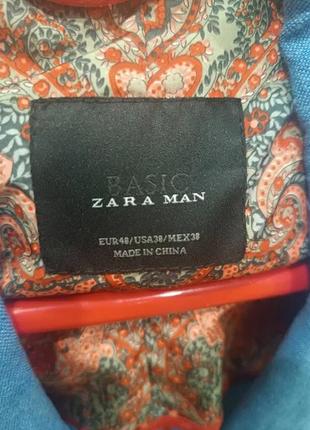 BASIC
ZARA MAN
EUR48/USA38/MEX38
MADE IN CHINA